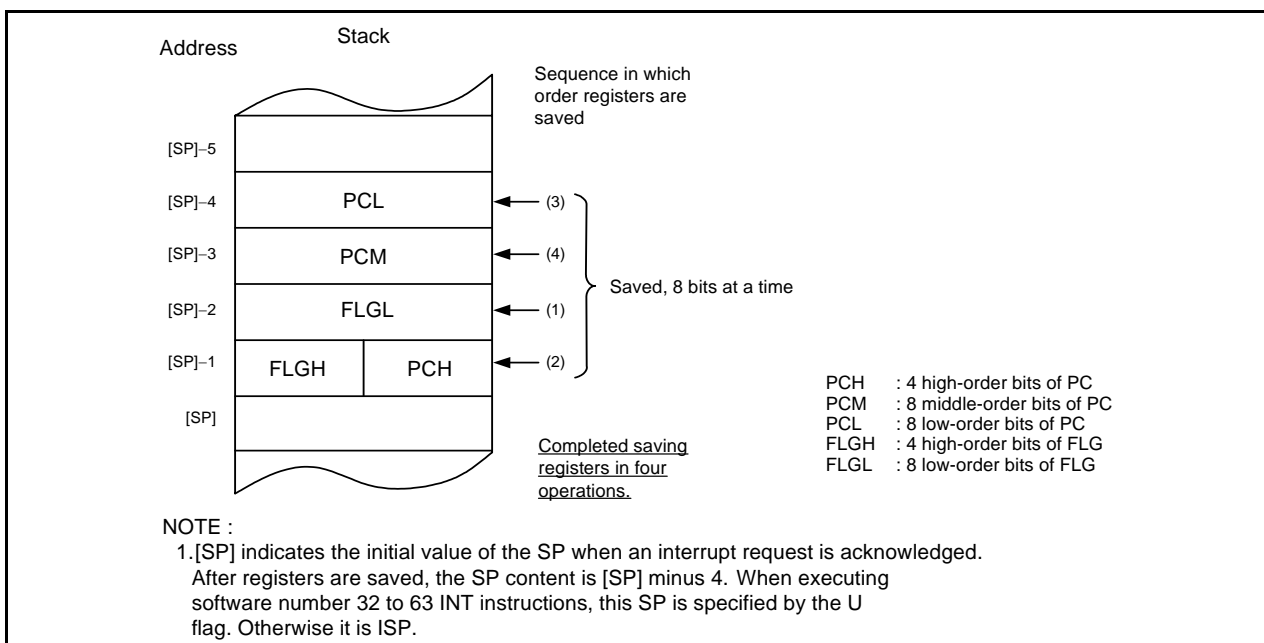 Address
Stack
Sequence in which
order registers are
saved
[SP]−5
[SP]−4
PCL
(3)
[SP]−3
PCM
(4)
Saved, 8 bits at a time
[SP]−2
FLGL
(1)
[SP]−1
FLGH
PCH
(2)
[SP]
Completed saving
registers in four
operations.
PCH : 4 high-order bits of PC
PCM : 8 middle-order bits of PC
PCL : 8 low-order bits of PC
FLGH : 4 high-order bits of FLG
FLGL : 8 low-order bits of FLG
NOTE :
1.[SP] indicates the initial value of the SP when an interrupt request is acknowledged.
After registers are saved, the SP content is [SP] minus 4. When executing
software number 32 to 63 INT instructions, this SP is specified by the U
flag. Otherwise it is ISP.